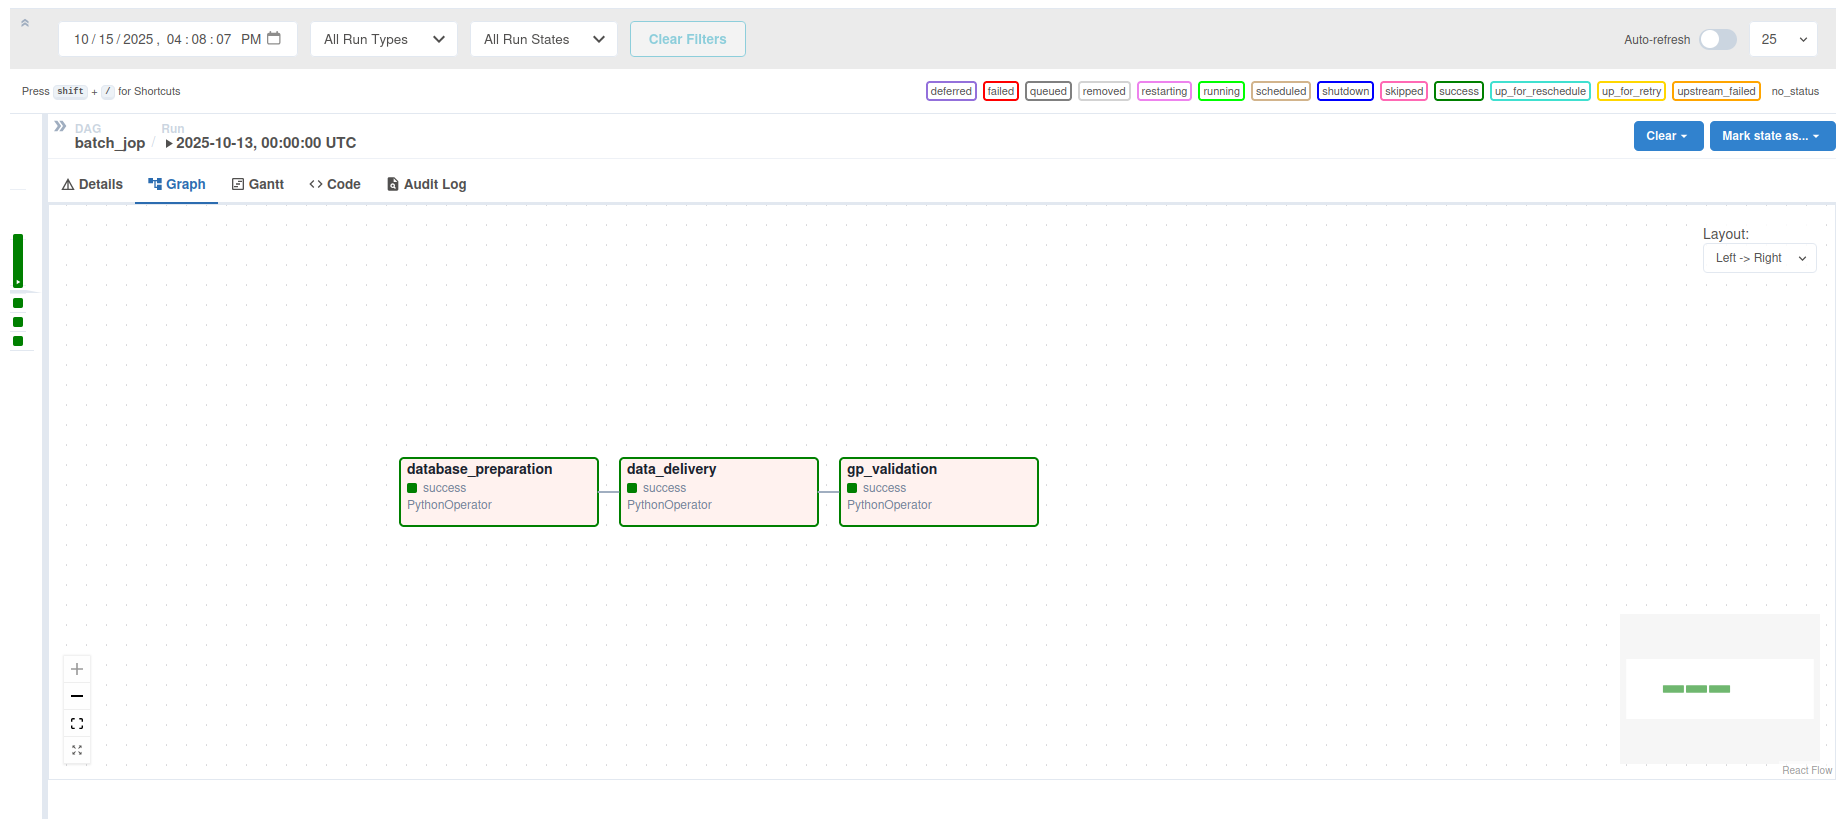 10/15/2025, 04:08:07 PM All Run Types All Run States Clear Filters Auto-refresh 25
Press shift + / for Shortcuts deferred failed queued removed restarting running scheduled shutdown skipped success up_for_reschedule up_for_retry upstream_failed no_status
DAG Run
batch_jop / 2025-10-13, 00:00:00 UTC Clear Mark state as...
Details Graph Gantt Code Audit Log
Layout:
Left -> Right
database_preparation data_delivery gp_validation
success success success
PythonOperator PythonOperator PythonOperator
React Flow